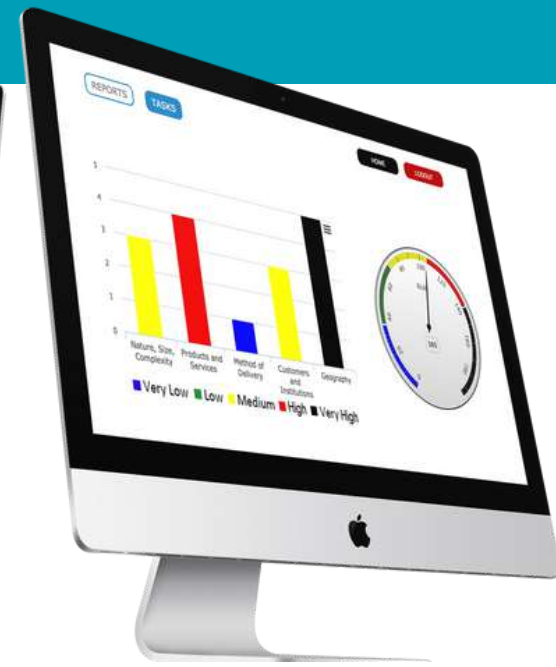 REPORTS
TASKS
HOME
LOGOUT
5
4
3
2
1
0
Nature, Size,
Complexity
Products and
Services
Method of
Delivery
Customers
and
Institutions
Geography
Very Low Low Medium High Very High
100